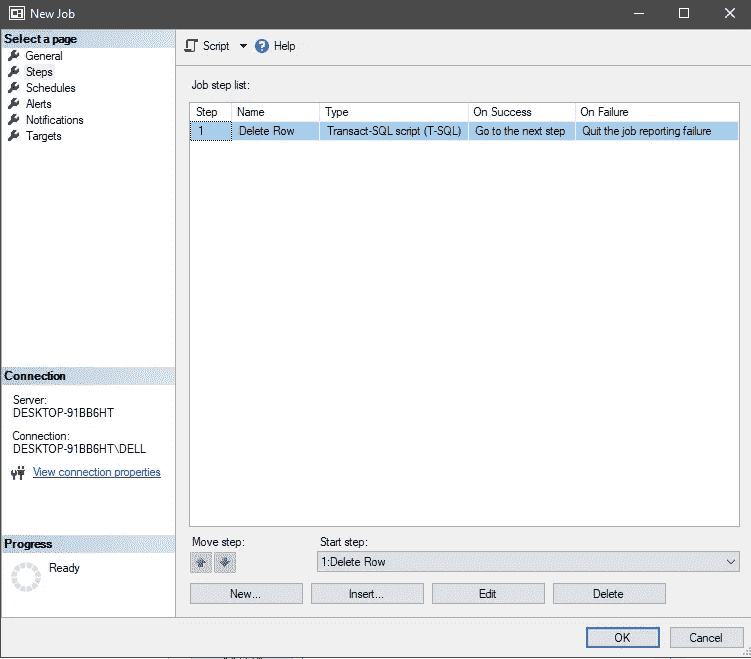 New Job
Select a page
General
Steps
Schedules
Alerts
Notifications
Targets
Script
Help
Job step list:
Step Name Type On Success On Failure
1 Delete Row Transact-SQL script (T-SQL) Go to the next step Quit the job reporting failure
Connection
Server:
DESKTOP-91BB6HT
Connection:
DESKTOP-91BB6HT\DELL
View connection properties
Progress
Ready
Move step: Start step:
1:Delete Row
New... Insert... Edit Delete
OK Cancel